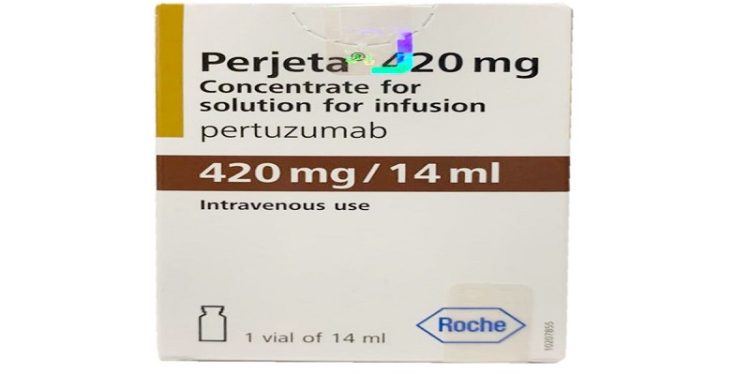 Perjeta® 420 mg
Concentrate for
solution for infusion
pertuzumab
420 mg / 14 ml
Intravenous use
1 vial of 14 ml
Roche
10207855